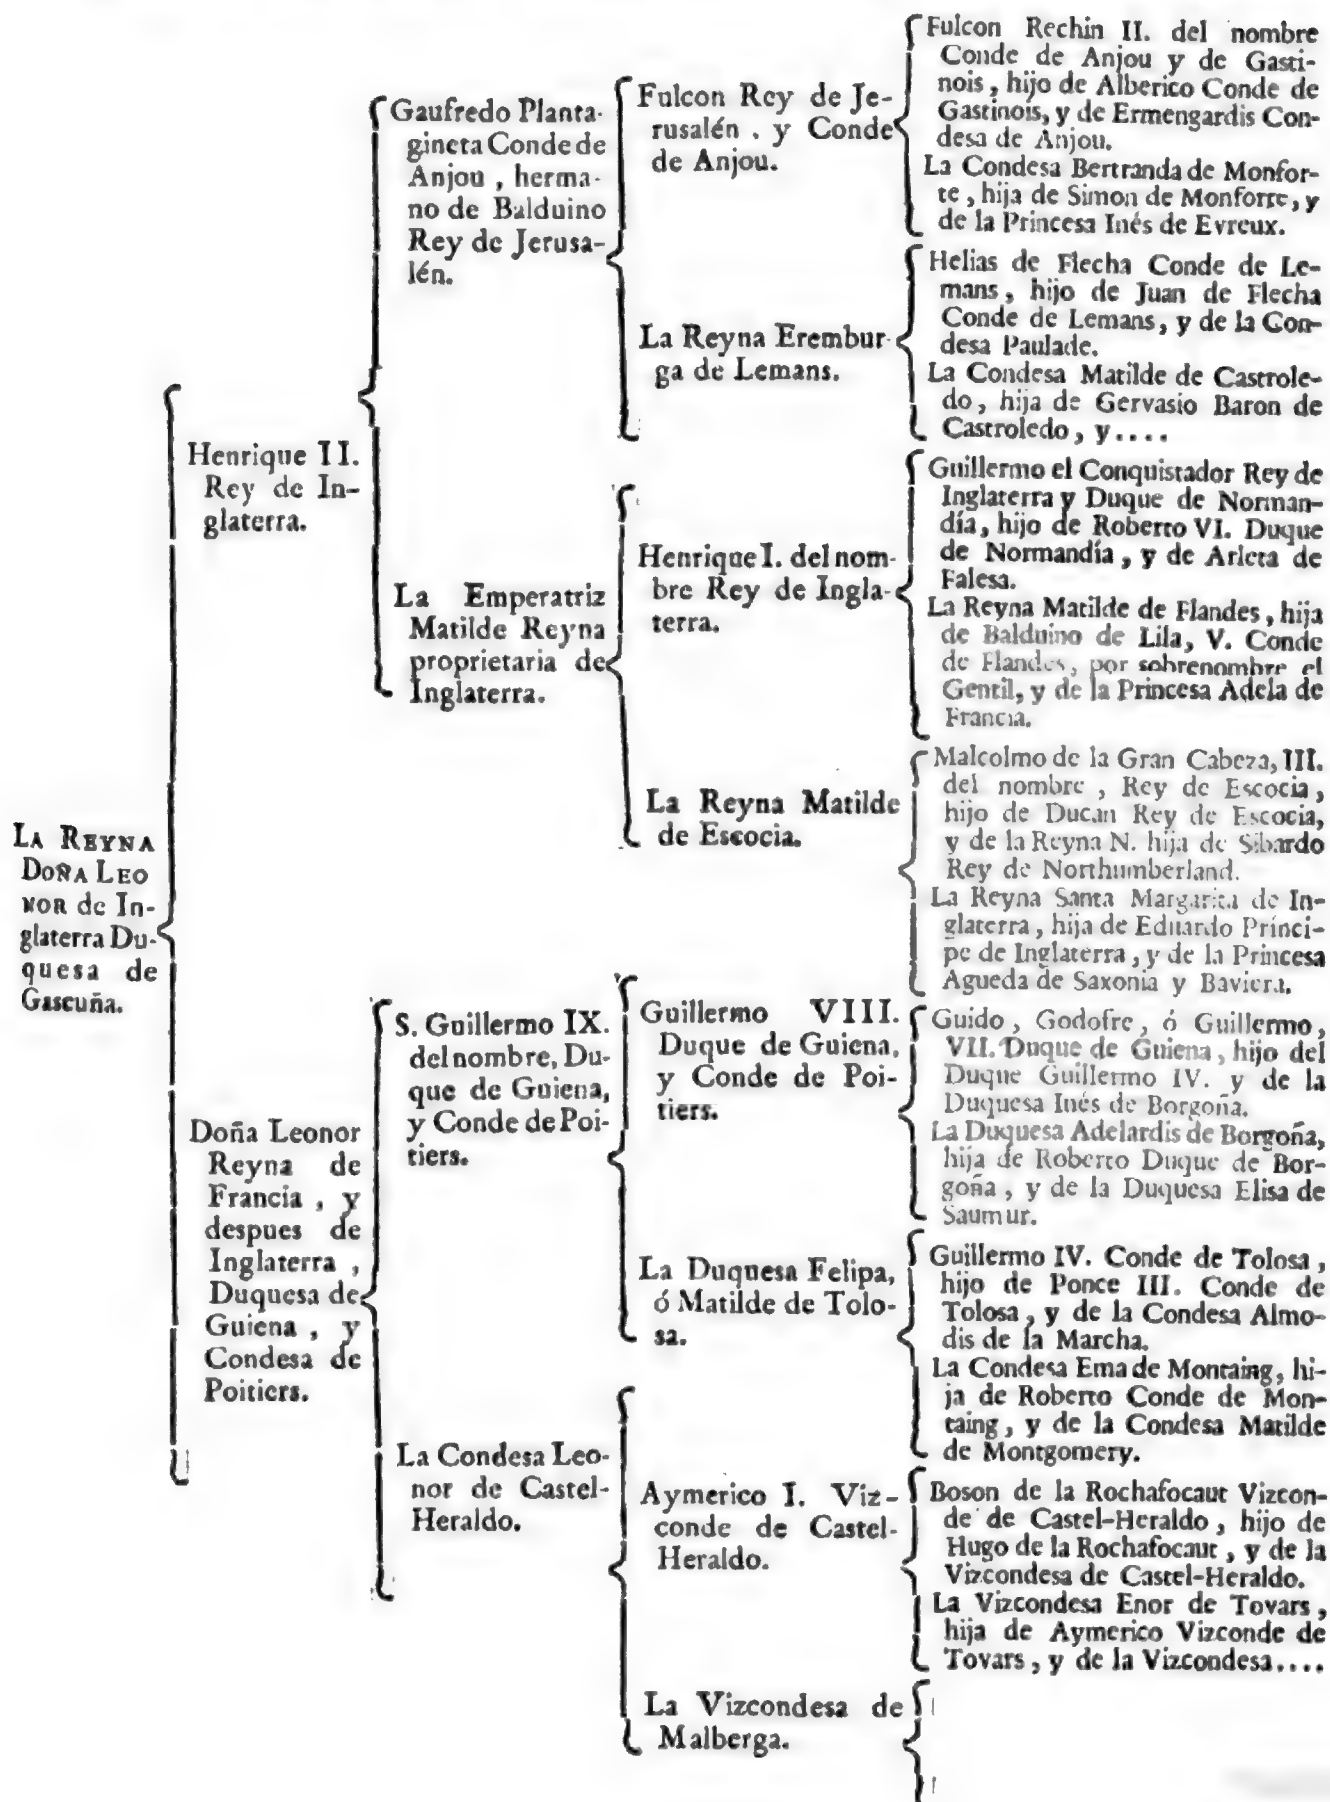 LA REYNA
DOÑA LEO
NOR de In-
glaterra Du-
quesa de
Gascuña.
Henrique II.
Rey de In-
glaterra.
Doña Leonor
Reyna de
Francia , y
despues de
Inglaterra ,
Duquesa de
Guiena , y
Condesa de
Poitiers.
Gaufredo Planta-
gineta Conde de
Anjou , herma-
no de Balduino
Rey de Jerusa-
lén.
La Emperatriz
Matilde Reyna
proprietaria de
Inglaterra.
S. Guillermo IX.
del nombre, Du-
que de Guiena,
y Conde de Poi-
tiers.
La Condesa Leo-
nor de Castel-
Heraldo.
Fulcon Rey de Je-
rusalén . y Conde
de Anjou.
La Reyna Erembur-
ga de Lemans.
Henrique I. del nom-
bre Rey de Ingla-
terra.
La Reyna Matilde
de Escocia.
Guillermo VIII.
Duque de Guiena,
y Conde de Poi-
tiers.
La Duquesa Felipa,
ó Matilde de Tolo-
sa.
Aymerico I. Viz-
conde de Castel-
Heraldo.
La Vizcondesa de
Malberga.
Fulcon Rechin II. del nombre
Conde de Anjou y de Gasti-
nois , hijo de Alberico Conde de
Gastinois, y de Ermengardis Con-
desa de Anjou.
La Condesa Bertranda de Monfor-
te , hija de Simon de Monforte, y
de la Princesa Inés de Evreux.
Helias de Flecha Conde de Le-
mans , hijo de Juan de Flecha
Conde de Lemans, y de la Con-
desa Paulade.
La Condesa Matilde de Castrole-
do, hija de Gervasio Baron de
Castroledo, y....
Guillermo el Conquistador Rey de
Inglaterra y Duque de Norman-
día, hijo de Roberto VI. Duque
de Normandía, y de Arleta de
Falesa.
La Reyna Matilde de Flandes, hija
de Balduino de Lila, V. Conde
de Flandes, por sobrenombre el
Gentil, y de la Princesa Adela de
Francia.
Malcolmo de la Gran Cabeza, III.
del nombre , Rey de Escocia,
hijo de Ducan Rey de Escocia,
y de la Reyna N. hija de Sibardo
Rey de Northumberland.
La Reyna Santa Margarita de In-
glaterra, hija de Eduardo Prínci-
pe de Inglaterra, y de la Princesa
Agueda de Saxonia y Baviera.
Guido, Godofre, ó Guillermo,
VII. Duque de Guiena, hijo del
Duque Guillermo IV. y de la
Duquesa Inés de Borgoña.
La Duquesa Adelardis de Borgoña,
hija de Roberto Duque de Bor-
goña, y de la Duquesa Elisa de
Saumur.
Guillermo IV. Conde de Tolosa,
hijo de Ponce III. Conde de
Tolosa, y de la Condesa Almo-
dis de la Marcha.
La Condesa Ema de Montaing, hi-
ja de Roberto Conde de Mon-
taing, y de la Condesa Matilde
de Montgomery.
Boson de la Rochafocaut Vizcon-
de de Castel-Heraldo, hijo de
Hugo de la Rochafocaut, y de la
Vizcondesa de Castel-Heraldo.
La Vizcondesa Enor de Tovars,
hija de Aymerico Vizconde de
Tovars, y de la Vizcondesa....